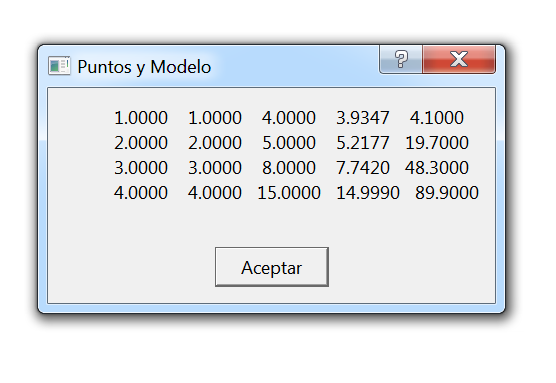 Puntos y Modelo
1.0000 1.0000 4.0000 3.9347 4.1000
2.0000 2.0000 5.0000 5.2177 19.7000
3.0000 3.0000 8.0000 7.7420 48.3000
4.0000 4.0000 15.0000 14.9990 89.9000
Aceptar